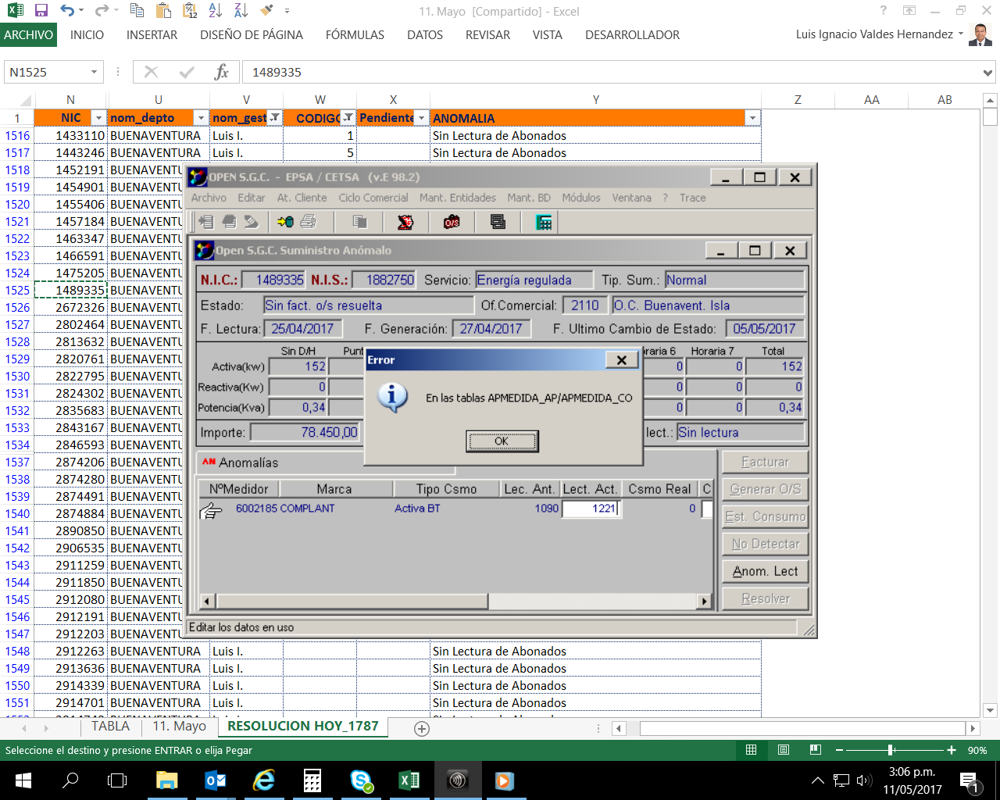 11. Mayo  [Compartido] - Excel
ARCHIVO INICIO INSERTAR DISEÑO DE PÁGINA FÓRMULAS DATOS REVISAR VISTA DESARROLLADOR Luis Ignacio Valdes Hernandez
N1525 fx 1489335
N U V W X Y Z AA AB
1 NIC nom_depto nom_gest CODIGO Pendiente ANOMALIA
1516 1433110 BUENAVENTURA Luis I. 1 Sin Lectura de Abonados
1517 1443246 BUENAVENTURA Luis I. 5 Sin Lectura de Abonados
1518 1452191 BUENAVENTU
1519 1454901 BUENAVENTU
1520 1455406 BUENAVENTU
1521 1457184 BUENAVENTU
1522 1463347 BUENAVENTU
1523 1466591 BUENAVENTU
1524 1475205 BUENAVENTU
1525 1489335 BUENAVENTU
1526 2672326 BUENAVENTU
1527 2802464 BUENAVENTU
1528 2813632 BUENAVENTU
1529 2820761 BUENAVENTU
1530 2822795 BUENAVENTU
1531 2824302 BUENAVENTU
1532 2835683 BUENAVENTU
1533 2843167 BUENAVENTU
1534 2846593 BUENAVENTU
1537 2874206 BUENAVENTU
1538 2874280 BUENAVENTU
1539 2874491 BUENAVENTU
1540 2874884 BUENAVENTU
1541 2890850 BUENAVENTU
1542 2906535 BUENAVENTU
1543 2911259 BUENAVENTU
1544 2911850 BUENAVENTU
1545 2912080 BUENAVENTU
1546 2912191 BUENAVENTU
1547 2912203 BUENAVENTU
1548 2912263 BUENAVENTURA Luis I. Sin Lectura de Abonados
1549 2913636 BUENAVENTURA Luis I. Sin Lectura de Abonados
1550 2914339 BUENAVENTURA Luis I. Sin Lectura de Abonados
1551 2914701 BUENAVENTURA Luis I. Sin Lectura de Abonados
OPEN S.G.C.  -  EPSA / CETSA   (v.E 98.2)
Archivo Editar At. Cliente Ciclo Comercial Mant. Entidades Mant. BD Módulos Ventana ? Trace
O/S
Open S.G.C. Suministro Anómalo
N.I.C.: 1489335 N.I.S.: 1882750 Servicio: Energía regulada Tip. Sum.: Normal
Estado: Sin fact. o/s resuelta Of.Comercial: 2110 O.C. Buenavent. Isla
F. Lectura: 25/04/2017 F. Generación: 27/04/2017 F. Ultimo Cambio de Estado: 05/05/2017
Sin D/H Punt oraria 6 Horaria 7 Total
Activa(kw) 152 0 0 152
Reactiva(Kw) 0 0 0 0
Potencia(Kva) 0,34 0 0 0,34
Importe: 78.450,00 lect.: Sin lectura
Error
En las tablas APMEDIDA_AP/APMEDIDA_CO
OK
AN Anomalías
NºMedidor Marca Tipo Csmo Lec. Ant. Lect. Act. Csmo Real C
6002185 COMPLANT Activa BT 1090 1221 0
Facturar
Generar O/S
Est. Consumo
No Detectar
Anom. Lect
Resolver
Editar los datos en uso
TABLA 11. Mayo RESOLUCION HOY_1787
Seleccione el destino y presione ENTRAR o elija Pegar 90%
3:06 p.m.
11/05/2017
1